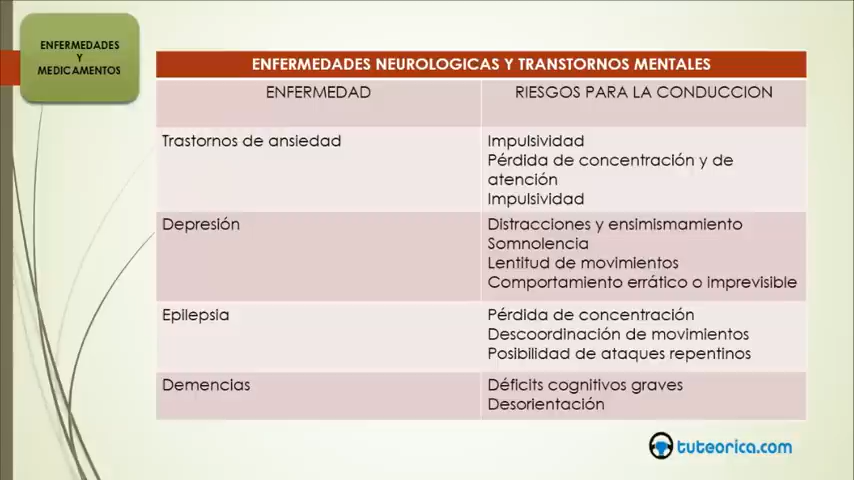 ENFERMEDADES
Y
MEDICAMENTOS
ENFERMEDADES NEUROLOGICAS Y TRANSTORNOS MENTALES
ENFERMEDAD
RIESGOS PARA LA CONDUCCION
Trastornos de ansiedad
Impulsividad
Pérdida de concentración y de
atención
Impulsividad
Depresión
Distracciones y ensimismamiento
Somnolencia
Lentitud de movimientos
Comportamiento errático o imprevisible
Epilepsia
Pérdida de concentración
Descoordinación de movimientos
Posibilidad de ataques repentinos
Demencias
Déficits cognitivos graves
Desorientación
tuteorica.com